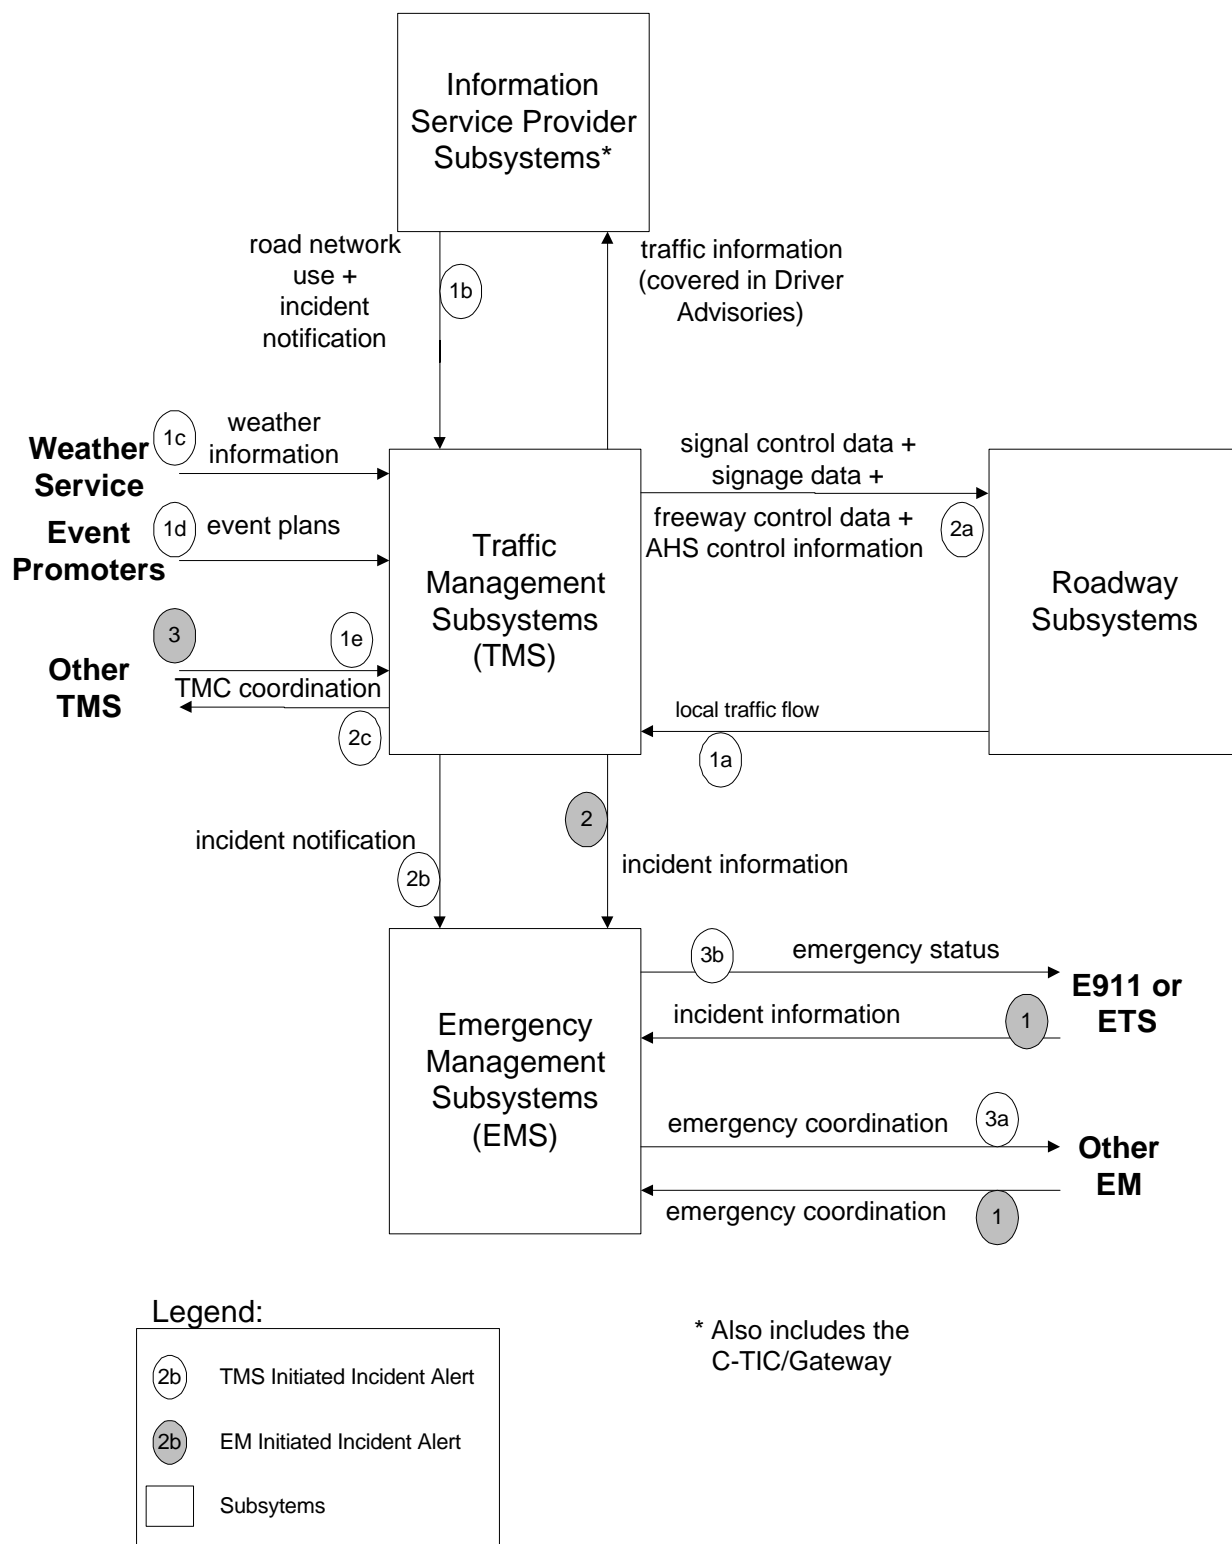 Information
Service Provider
Subsystems*
road network
use +
incident
notification
1b
traffic information
(covered in Driver
Advisories)
Weather
Service
1c
weather
information
Event
Promoters
1d
event plans
Other
TMS
3
1e
TMC coordination
2c
Traffic
Management
Subsystems
(TMS)
signal control data +
signage data +
freeway control data +
AHS control information
2a
Roadway
Subsystems
local traffic flow
1a
incident notification
2b
2
incident information
Emergency
Management
Subsystems
(EMS)
3b
emergency status
incident information
1
E911 or
ETS
emergency coordination
3a
Other
EM
emergency coordination
1
Legend:
2b TMS Initiated Incident Alert
2b EM Initiated Incident Alert
Subsytems
* Also includes the
C-TIC/Gateway